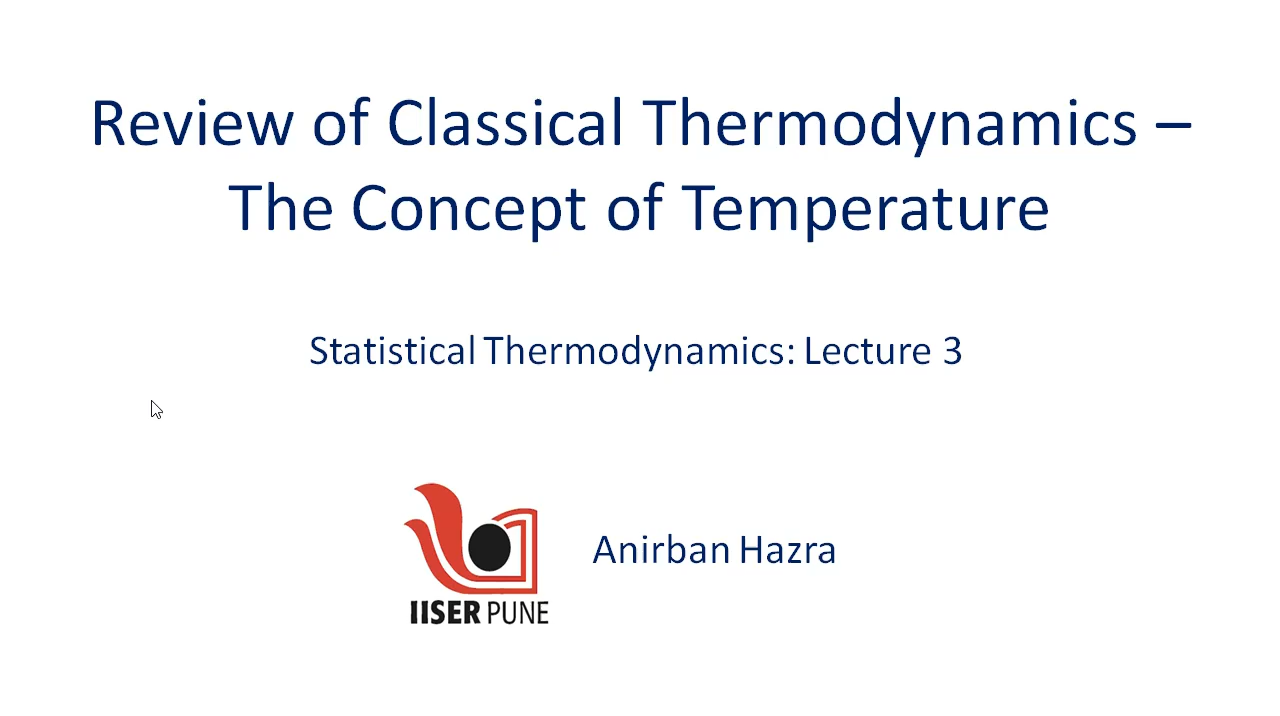 Review of Classical Thermodynamics –
The Concept of Temperature
Statistical Thermodynamics: Lecture 3
Anirban Hazra
IISER PUNE